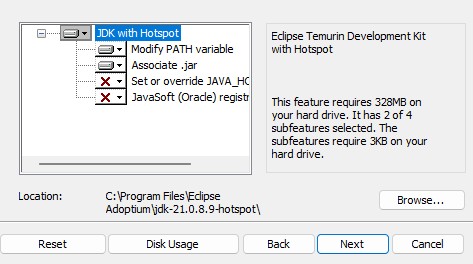 JDK with Hotspot
Modify PATH variable
Associate .jar
Set or override JAVA_HO
JavaSoft (Oracle) registr
Eclipse Temurin Development Kit
with Hotspot
This feature requires 328MB on
your hard drive. It has 2 of 4
subfeatures selected. The
subfeatures require 3KB on your
hard drive.
Location:
C:\Program Files\Eclipse
Adoptium\jdk-21.0.8.9-hotspot\
Browse...
Reset
Disk Usage
Back
Next
Cancel